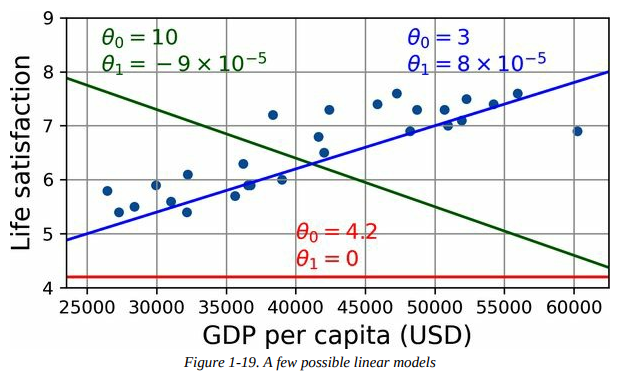 9
θ₀ = 10
θ₁ = − 9 × 10⁻⁵
θ₀ = 3
θ₁ = 8 × 10⁻⁵
8
7
6
5
4
Life satisfaction
θ₀ = 4.2
θ₁ = 0
25000 30000 35000 40000 45000 50000 55000 60000
GDP per capita (USD)
Figure 1-19. A few possible linear models